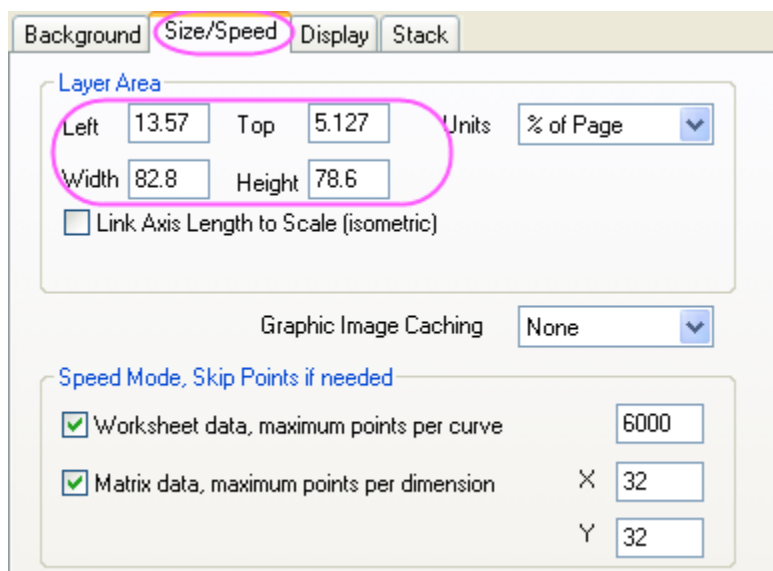 Background Size/Speed Display Stack
Layer Area
Left 13.57 Top 5.127 Units % of Page
Width 82.8 Height 78.6
Link Axis Length to Scale (isometric)
Graphic Image Caching None
Speed Mode, Skip Points if needed
Worksheet data, maximum points per curve 6000
Matrix data, maximum points per dimension X 32
Y 32